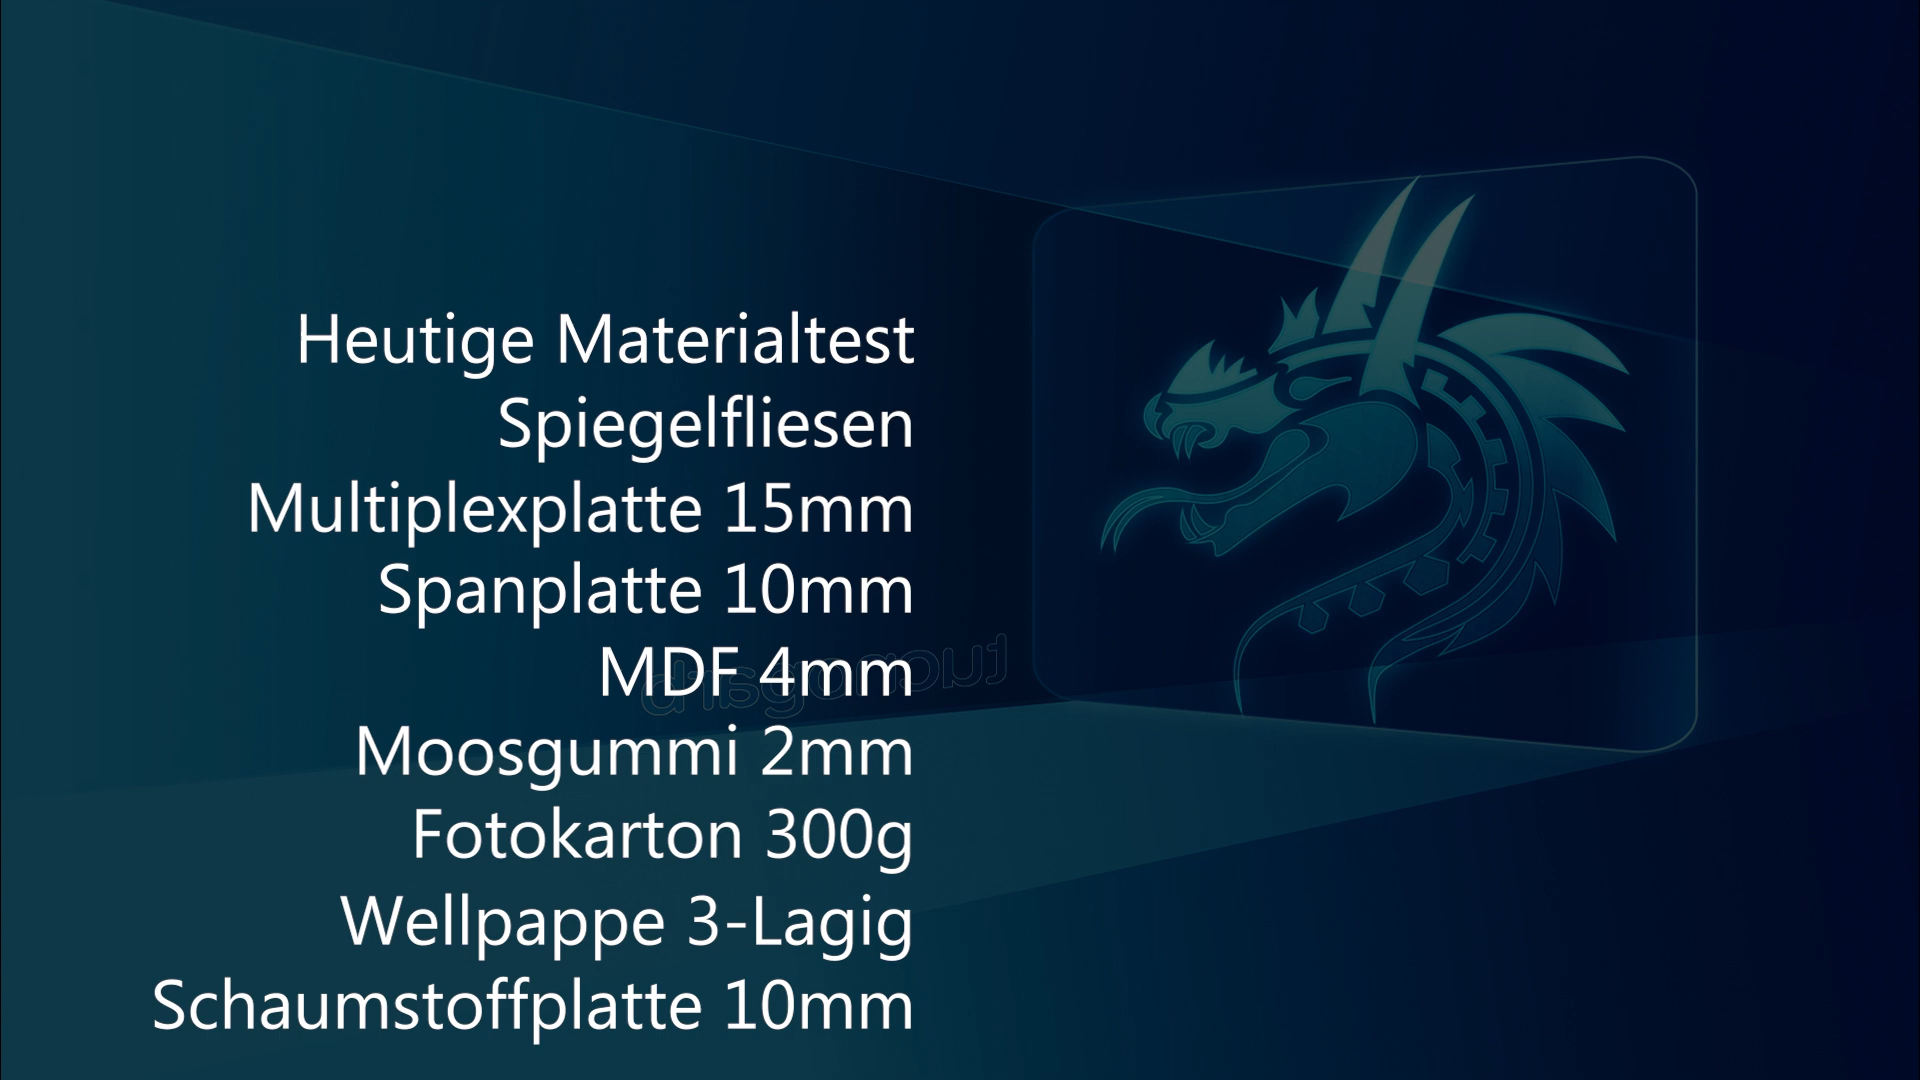 Heutige Materialtest
Spiegelfliesen
Multiplexplatte 15mm
Spanplatte 10mm
MDF 4mm
Moosgummi 2mm
Fotokarton 300g
Wellpappe 3-Lagig
Schaumstoffplatte 10mm